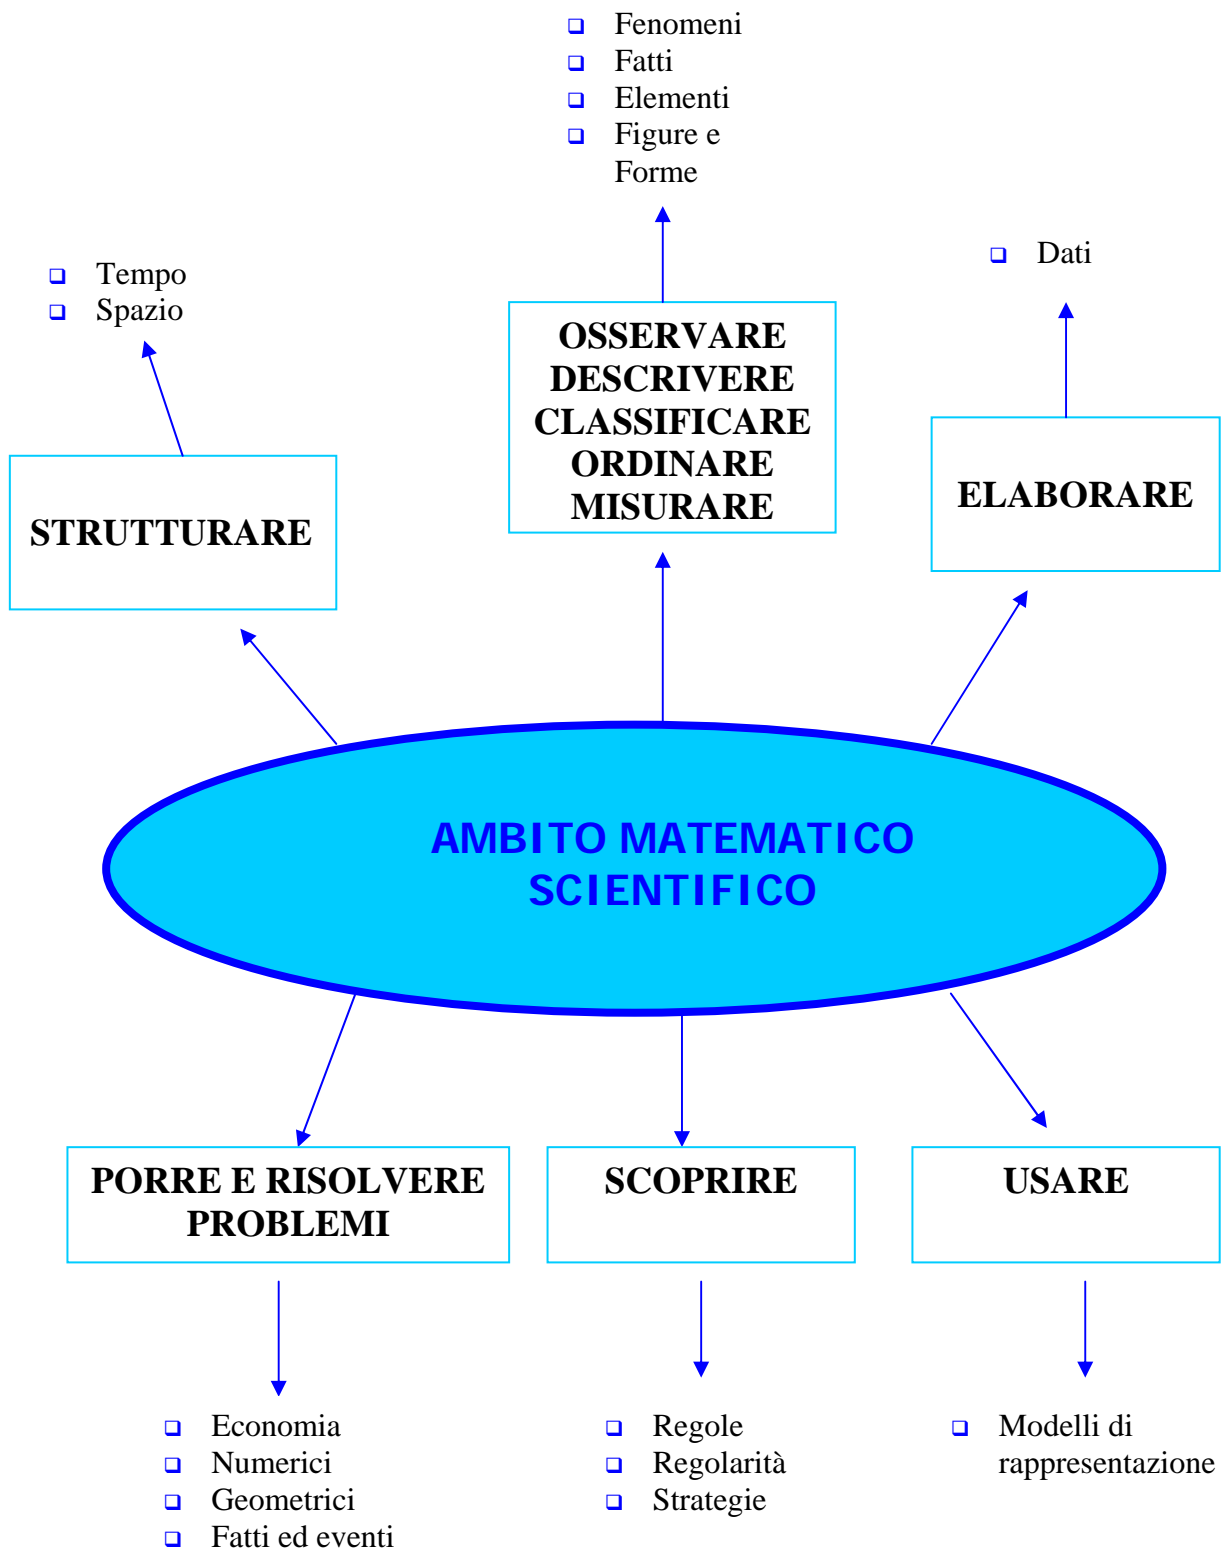 Fenomeni
Fatti
Elementi
Figure e
Forme
Tempo
Spazio
Dati
OSSERVARE
DESCRIVERE
CLASSIFICARE
ORDINARE
MISURARE
STRUTTURARE
ELABORARE
AMBITO MATEMATICO
SCIENTIFICO
PORRE E RISOLVERE
PROBLEMI
SCOPRIRE
USARE
Economia
Numerici
Geometrici
Fatti ed eventi
Regole
Regolarità
Strategie
Modelli di
rappresentazione